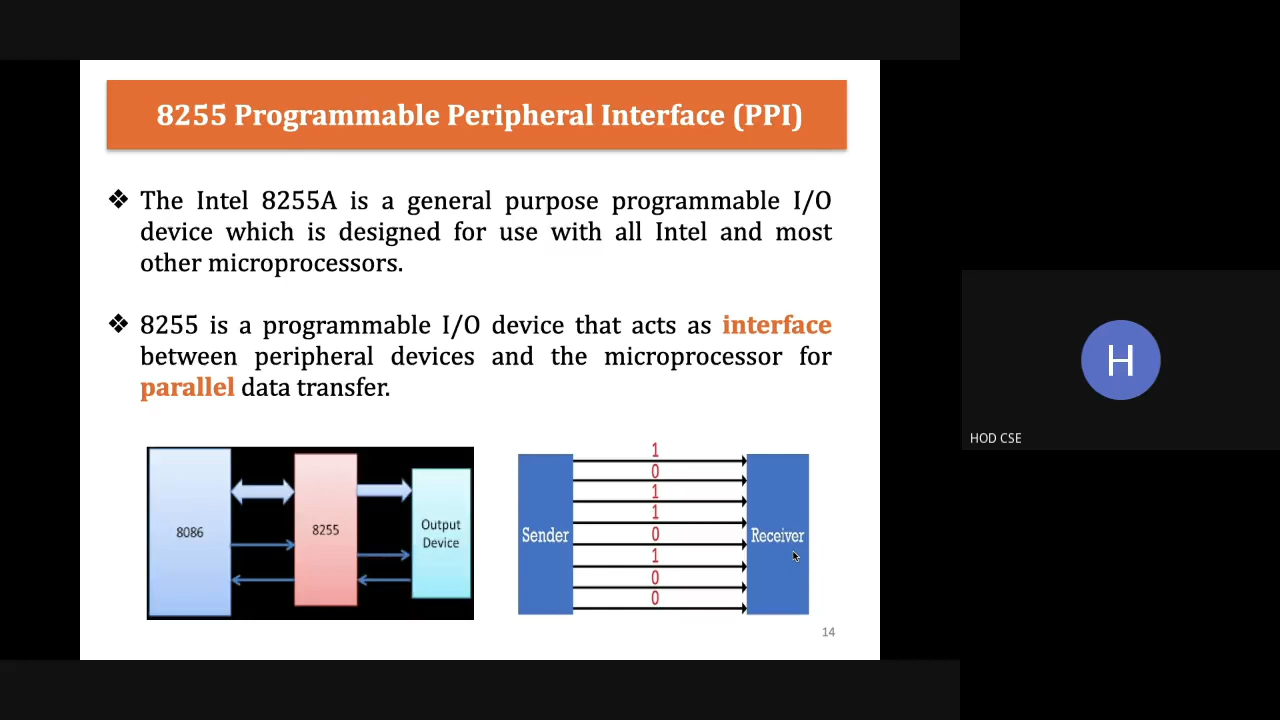 8255 Programmable Peripheral Interface (PPI)
❖ The Intel 8255A is a general purpose programmable I/O
device which is designed for use with all Intel and most
other microprocessors.
❖ 8255 is a programmable I/O device that acts as interface
between peripheral devices and the microprocessor for
parallel data transfer.
8086
8255
Output
Device
Sender
1
0
1
1
0
1
0
0
Receiver
14
H
HOD CSE